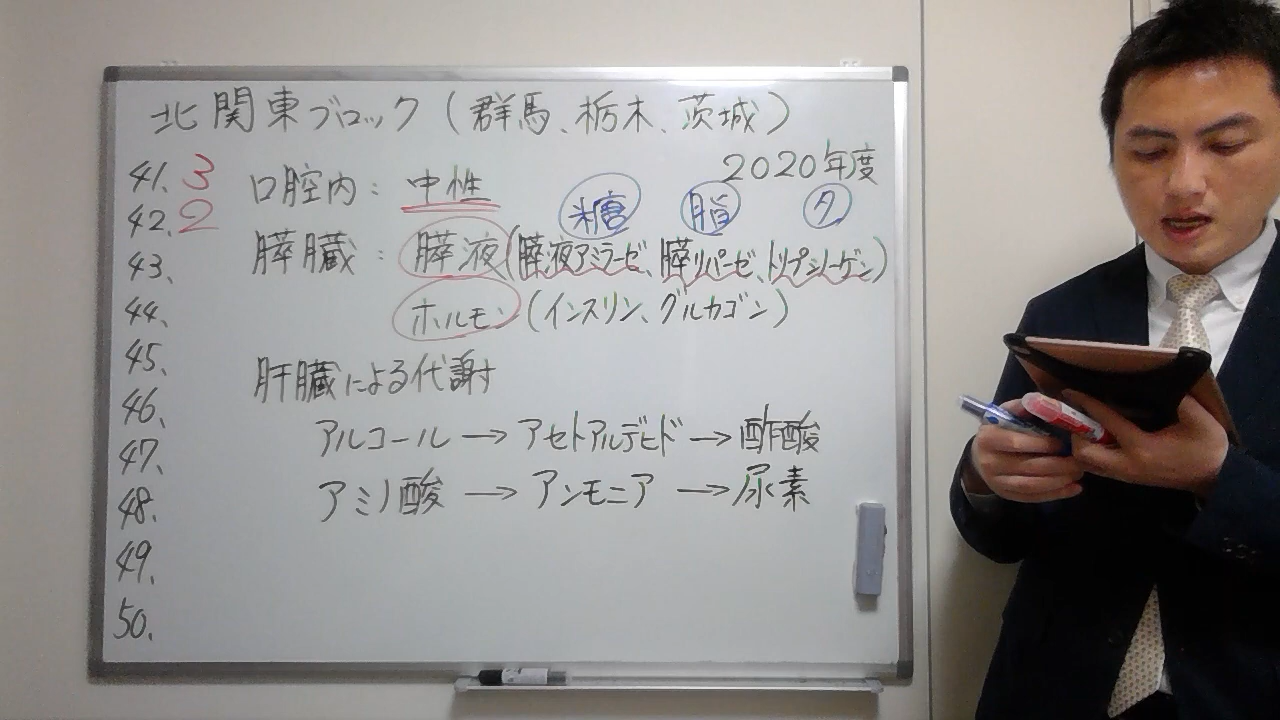 北関東ブロック(群馬、栃木、茨城)
2020年度
41. 3
42. 2
43.
44.
45.
46.
47.
48.
49.
50.
口腔内: 中性
糖 脂 タ
膵臓: 膵液(膵液アミラーゼ、膵リパーゼ、トリプシノーゲン)
ホルモン(インスリン、グルカゴン)
肝臓による代謝
アルコール→アセトアルデヒド→酢酸
アミノ酸→アンモニア→尿素